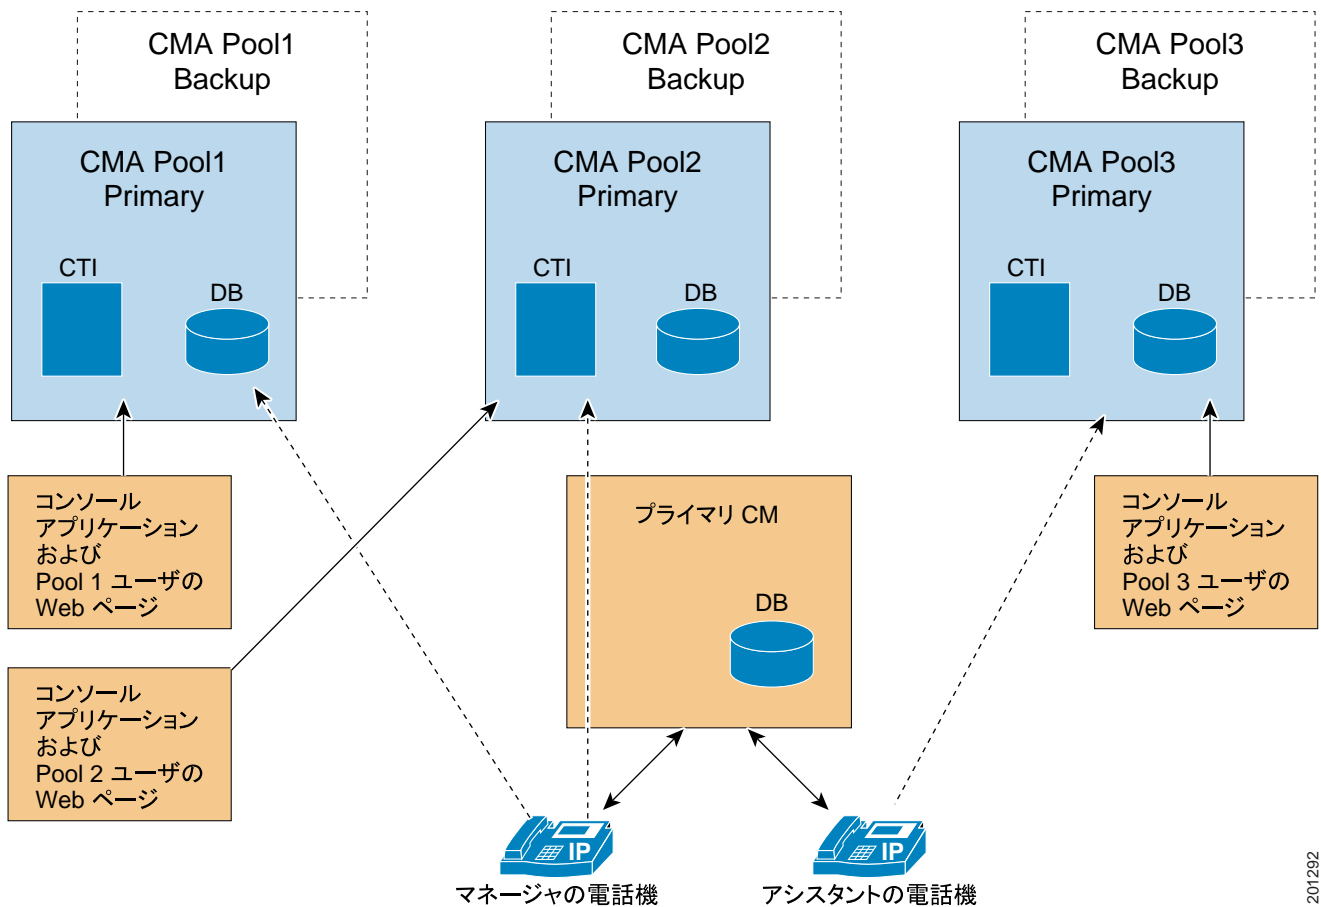 CMA Pool1
Backup
CMA Pool2
Backup
CMA Pool3
Backup
CMA Pool1
Primary
CMA Pool2
Primary
CMA Pool3
Primary
CTI
DB
CTI
DB
CTI
DB
コンソール
アプリケーション
および
Pool 1 ユーザの
Web ページ
プライマリ CM
DB
コンソール
アプリケーション
および
Pool 3 ユーザの
Web ページ
コンソール
アプリケーション
および
Pool 2 ユーザの
Web ページ
IP
IP
マネージャの電話機
アシスタントの電話機
201292